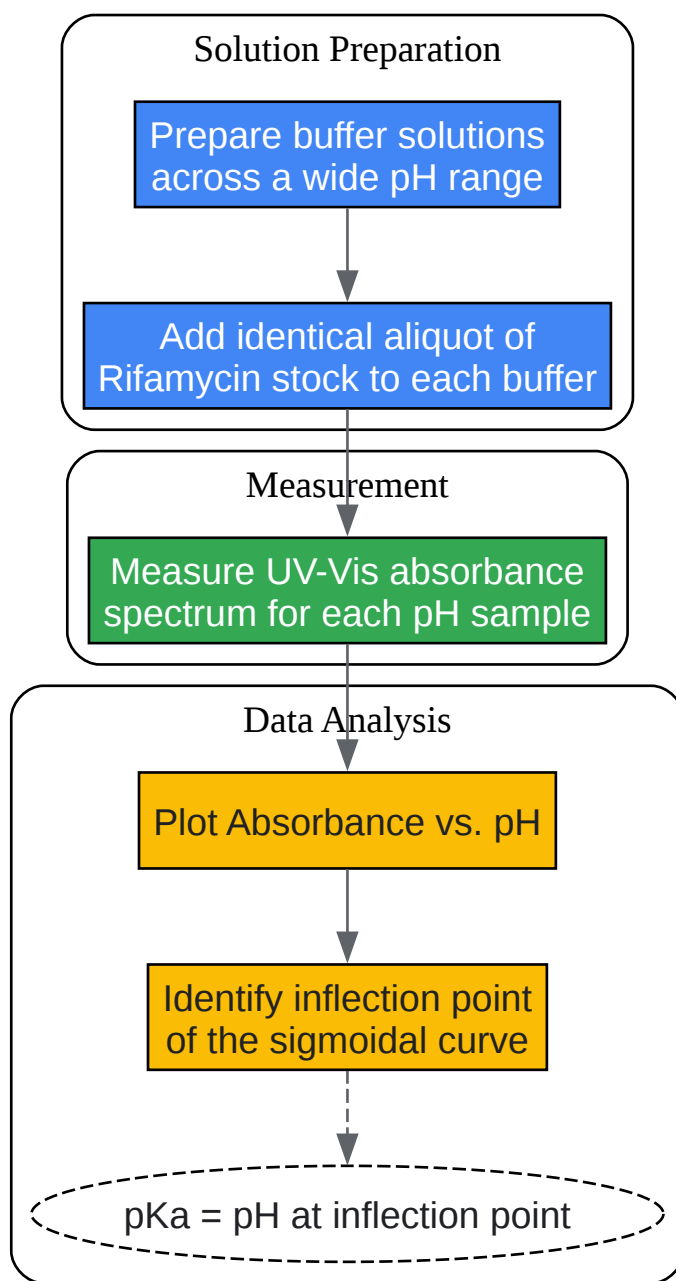 Solution Preparation
Prepare buffer solutions
across a wide pH range
Add identical aliquot of
Rifamycin stock to each buffer
Measurement
Measure UV-Vis absorbance
spectrum for each pH sample
Data Analysis
Plot Absorbance vs. pH
Identify inflection point
of the sigmoidal curve
pKa = pH at inflection point